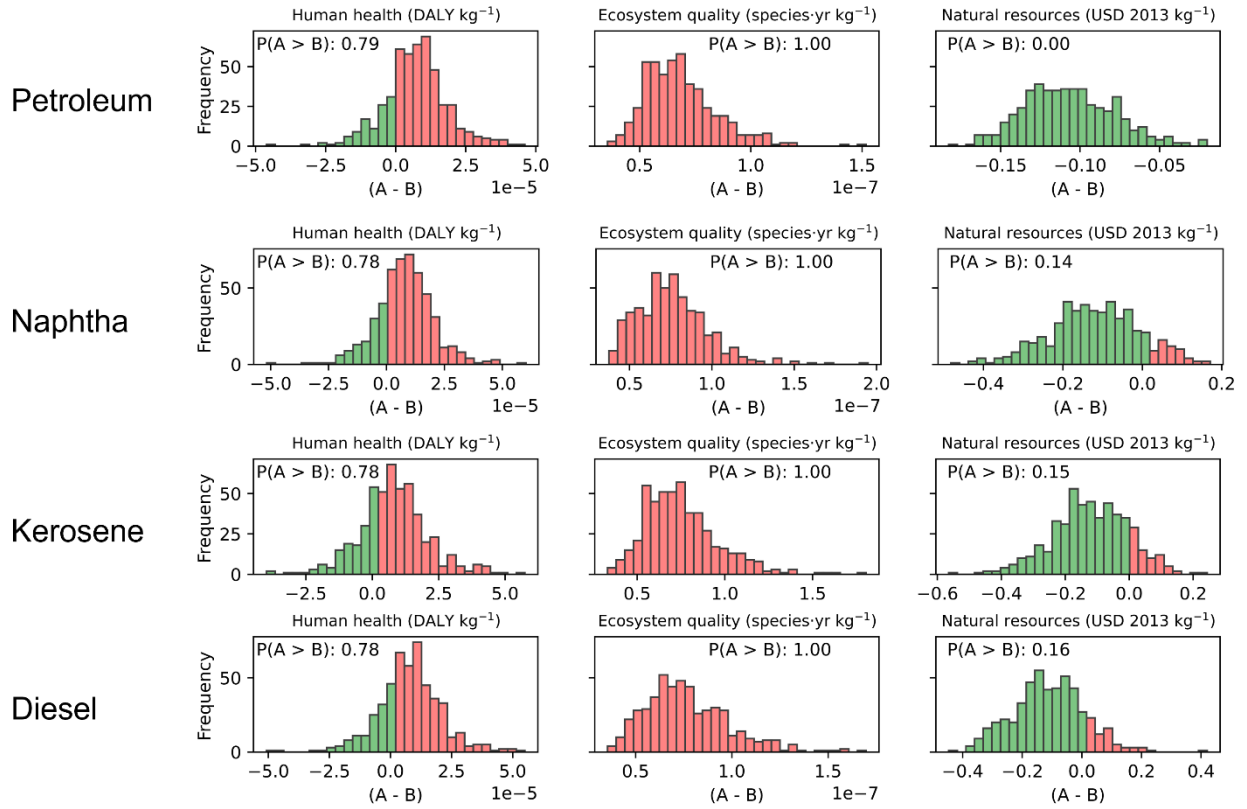 Petroleum
Human health (DALY kg⁻¹)
P(A > B): 0.79
Frequency
50
25
0
−5.0 −2.5 0.0 2.5 5.0
(A - B)
1e−5
Ecosystem quality (species·yr kg⁻¹)
P(A > B): 1.00
0.5 1.0 1.5
(A - B)
1e−7
Natural resources (USD 2013 kg⁻¹)
P(A > B): 0.00
−0.15 −0.10 −0.05
(A - B)
Naphtha
Human health (DALY kg⁻¹)
P(A > B): 0.78
Frequency
50
0
−5.0 −2.5 0.0 2.5 5.0
(A - B)
1e−5
Ecosystem quality (species·yr kg⁻¹)
P(A > B): 1.00
0.5 1.0 1.5 2.0
(A - B)
1e−7
Natural resources (USD 2013 kg⁻¹)
P(A > B): 0.14
−0.4 −0.2 0.0 0.2
(A - B)
Kerosene
Human health (DALY kg⁻¹)
P(A > B): 0.78
Frequency
50
25
0
−2.5 0.0 2.5 5.0
(A - B)
1e−5
Ecosystem quality (species·yr kg⁻¹)
P(A > B): 1.00
0.5 1.0 1.5
(A - B)
1e−7
Natural resources (USD 2013 kg⁻¹)
P(A > B): 0.15
−0.6 −0.4 −0.2 0.0 0.2
(A - B)
Diesel
Human health (DALY kg⁻¹)
P(A > B): 0.78
Frequency
50
0
−5.0 −2.5 0.0 2.5 5.0
(A - B)
1e−5
Ecosystem quality (species·yr kg⁻¹)
P(A > B): 1.00
0.5 1.0 1.5
(A - B)
1e−7
Natural resources (USD 2013 kg⁻¹)
P(A > B): 0.16
−0.4 −0.2 0.0 0.2 0.4
(A - B)